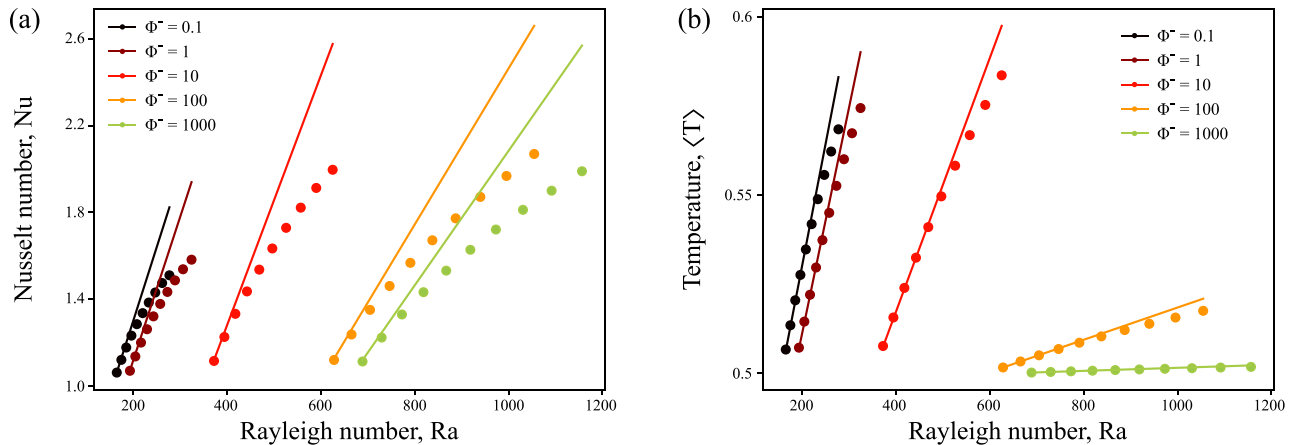 (a)
Nusselt number, Nu
2.6
2.2
1.8
1.4
1.0
Φ⁻ = 0.1
Φ⁻ = 1
Φ⁻ = 10
Φ⁻ = 100
Φ⁻ = 1000
200 400 600 800 1000 1200
Rayleigh number, Ra
(b)
Temperature, ⟨T⟩
0.6
0.55
0.5
Φ⁻ = 0.1
Φ⁻ = 1
Φ⁻ = 10
Φ⁻ = 100
Φ⁻ = 1000
200 400 600 800 1000 1200
Rayleigh number, Ra